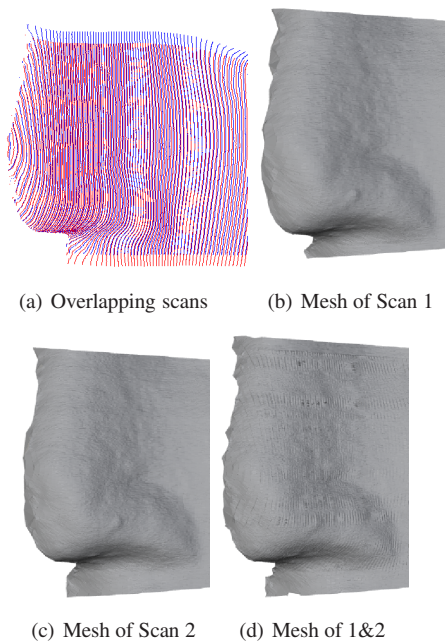 (a) Overlapping scans
(b) Mesh of Scan 1
(c) Mesh of Scan 2
(d) Mesh of 1&2